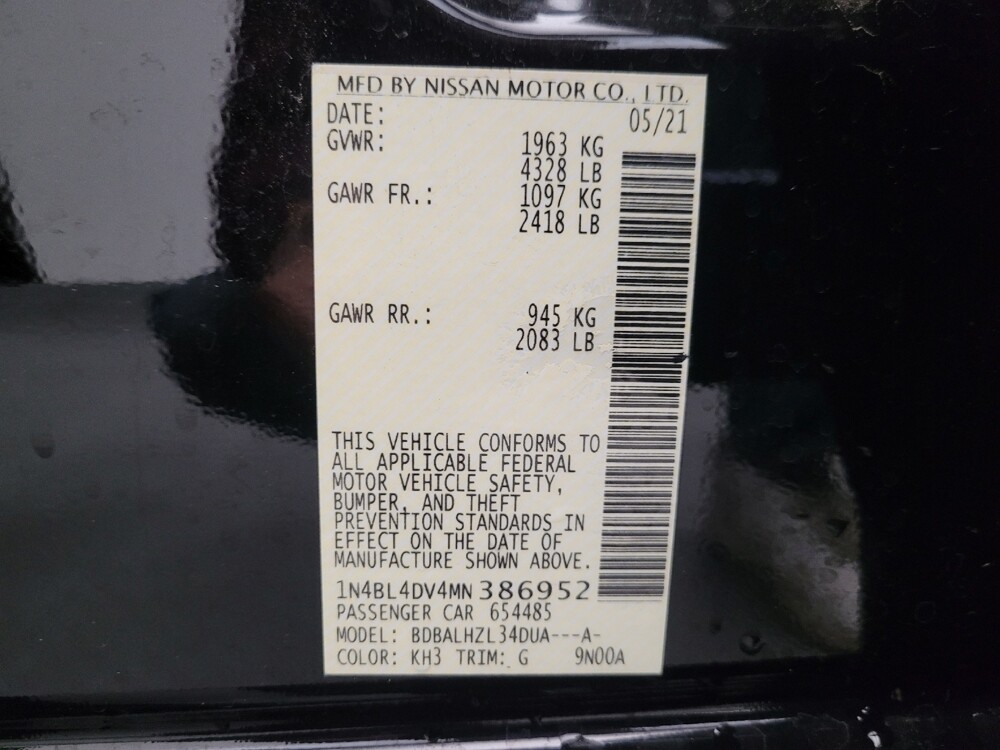 MFD BY NISSAN MOTOR CO., LTD.
DATE: 05/21
GVWR: 1963 KG
4328 LB
GAWR FR.: 1097 KG
2418 LB
GAWR RR.: 945 KG
2083 LB
THIS VEHICLE CONFORMS TO
ALL APPLICABLE FEDERAL
MOTOR VEHICLE SAFETY,
BUMPER, AND THEFT
PREVENTION STANDARDS IN
EFFECT ON THE DATE OF
MANUFACTURE SHOWN ABOVE.
1N4BL4DV4MN386952
PASSENGER CAR 654485
MODEL: BDBALHZL34DUA---A-
COLOR: KH3 TRIM: G 9N00A